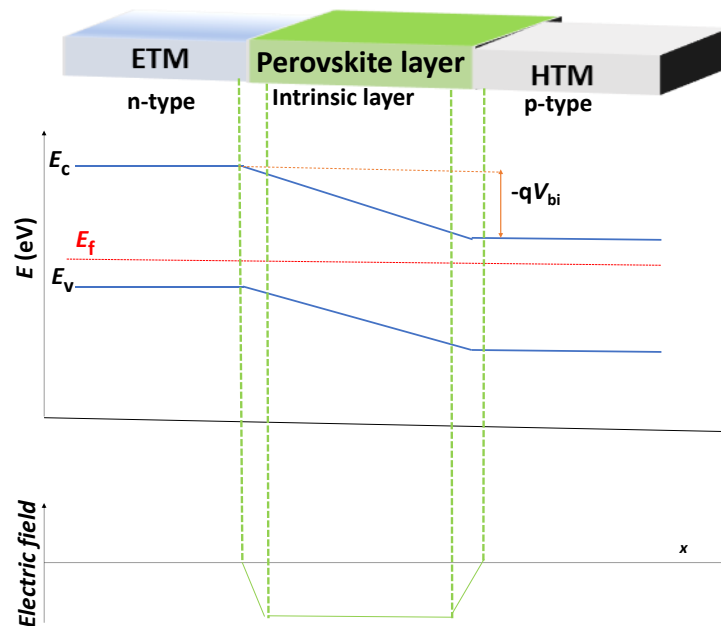 ETM
Perovskite layer
HTM
n-type
Intrinsic layer
p-type
E (eV)
Ec
-qVbi
Ef
Ev
Electric field
x